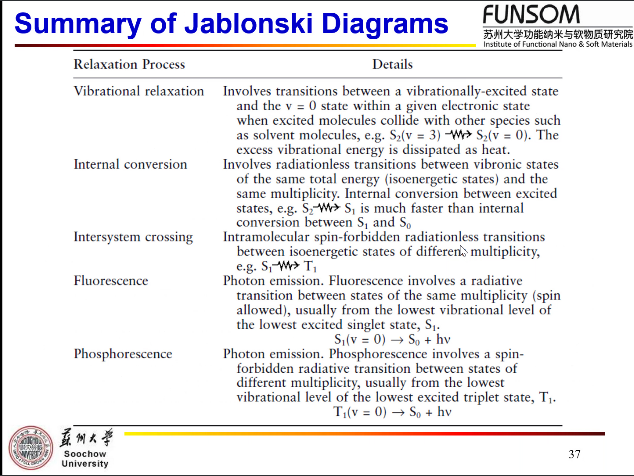 Summary of Jablonski Diagrams
FUNSOM
苏州大学功能纳米与软物质研究院
Institute of Functional Nano & Soft Materials
Relaxation Process Details
Vibrational relaxation Involves transitions between a vibrationally-excited state
and the v = 0 state within a given electronic state
when excited molecules collide with other species such
as solvent molecules, e.g. S₂(v = 3) ⇝ S₂(v = 0). The
excess vibrational energy is dissipated as heat.
Internal conversion Involves radiationless transitions between vibronic states
of the same total energy (isoenergetic states) and the
same multiplicity. Internal conversion between excited
states, e.g. S₂ ⇝ S₁ is much faster than internal
conversion between S₁ and S₀
Intersystem crossing Intramolecular spin-forbidden radiationless transitions
between isoenergetic states of different multiplicity,
e.g. S₁ ⇝ T₁
Fluorescence Photon emission. Fluorescence involves a radiative
transition between states of the same multiplicity (spin
allowed), usually from the lowest vibrational level of
the lowest excited singlet state, S₁.
S₁(v = 0) → S₀ + hν
Phosphorescence Photon emission. Phosphorescence involves a spin-
forbidden radiative transition between states of
different multiplicity, usually from the lowest
vibrational level of the lowest excited triplet state, T₁.
T₁(v = 0) → S₀ + hν
蘇州大學
Soochow
University
37